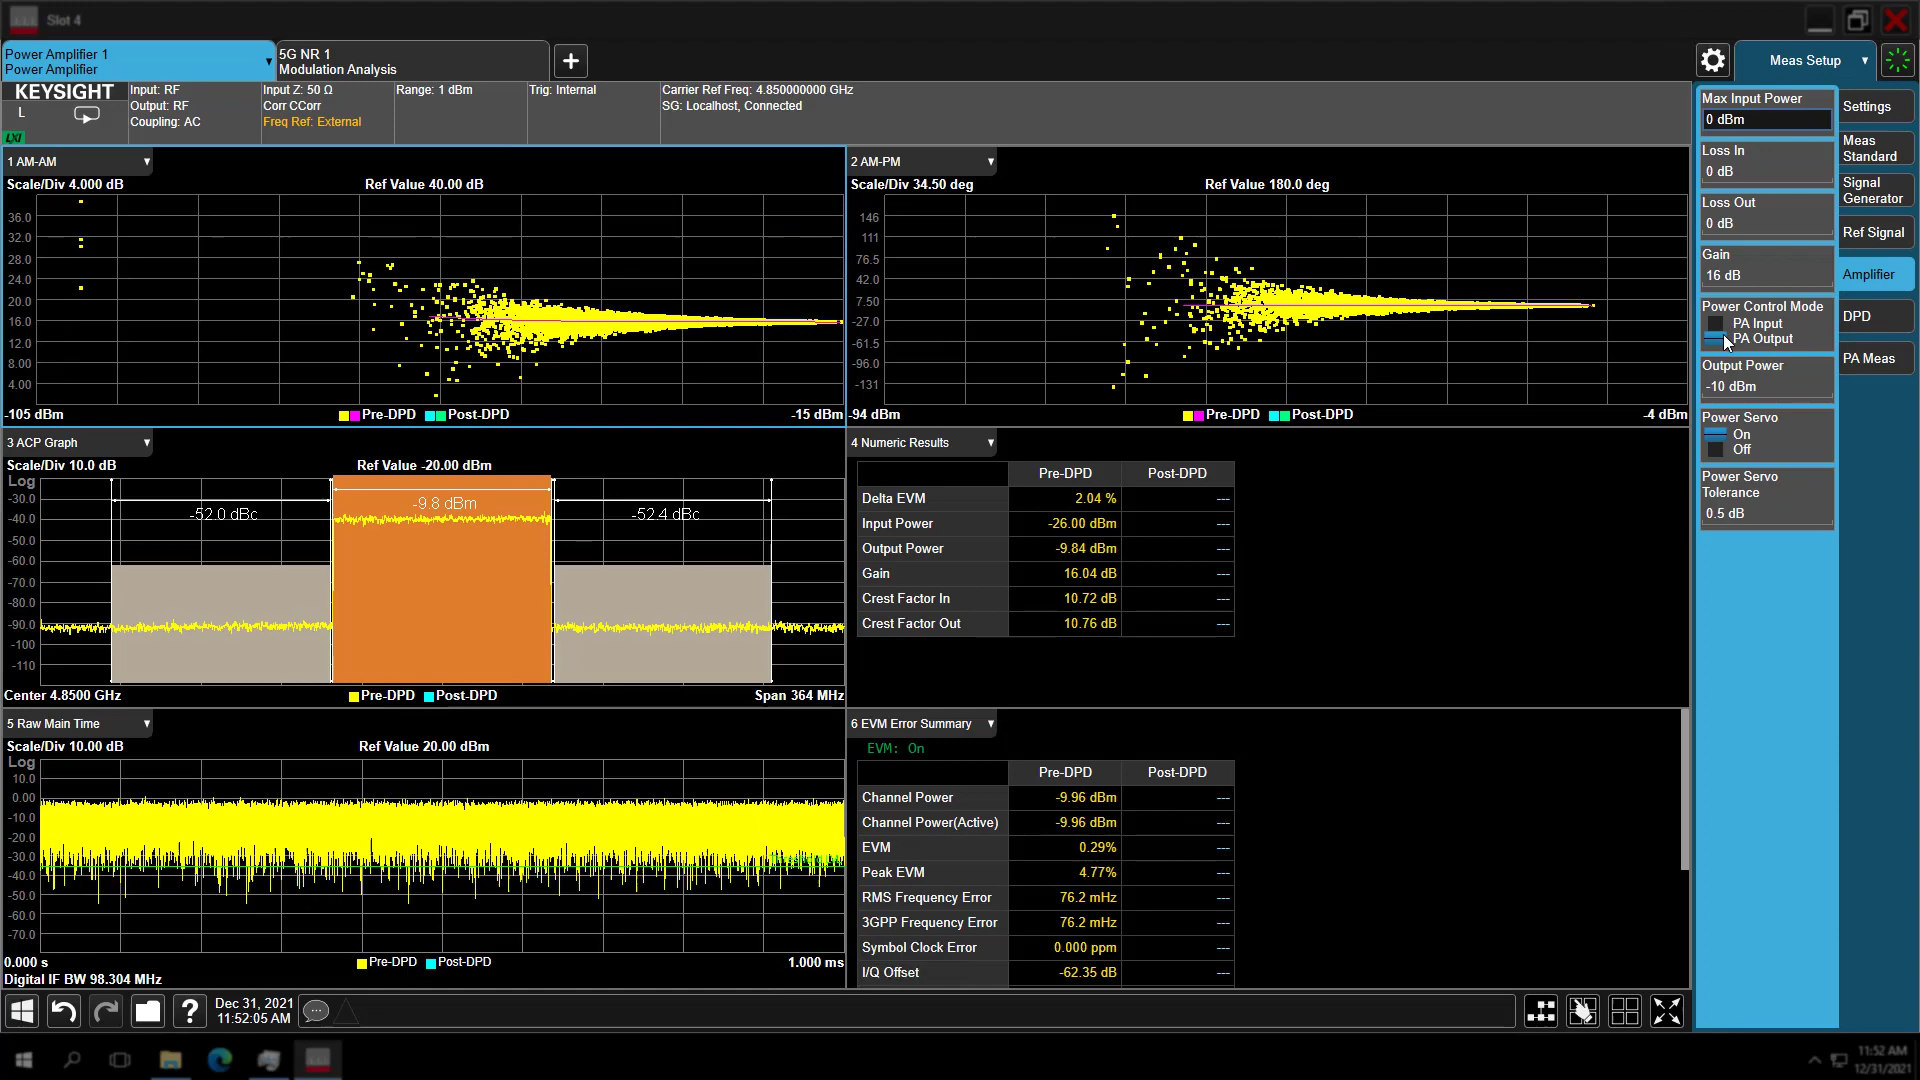 Slot 4
Power Amplifier 1
Power Amplifier
5G NR 1
Modulation Analysis
Meas Setup
KEYSIGHT
L
LXI
Input: RF
Output: RF
Coupling: AC
Input Z: 50 Ω
Corr CCorr
Freq Ref: External
Range: 1 dBm
Trig: Internal
Carrier Ref Freq: 4.850000000 GHz
SG: Localhost, Connected
1 AM-AM
Scale/Div 4.000 dB
Ref Value 40.00 dB
36.0
32.0
28.0
24.0
20.0
16.0
12.0
8.00
4.00
-105 dBm
Pre-DPD
Post-DPD
-15 dBm
2 AM-PM
Scale/Div 34.50 deg
Ref Value 180.0 deg
146
111
76.5
42.0
7.50
-27.0
-61.5
-96.0
-131
-94 dBm
Pre-DPD
Post-DPD
-4 dBm
3 ACP Graph
Scale/Div 10.0 dB
Ref Value -20.00 dBm
Log
-30.0
-40.0
-50.0
-60.0
-70.0
-80.0
-90.0
-100
-110
-52.0 dBc
-9.8 dBm
-52.4 dBc
Center 4.8500 GHz
Pre-DPD
Post-DPD
Span 364 MHz
4 Numeric Results
Pre-DPD Post-DPD
Delta EVM 2.04 % ---
Input Power -26.00 dBm ---
Output Power -9.84 dBm ---
Gain 16.04 dB ---
Crest Factor In 10.72 dB ---
Crest Factor Out 10.76 dB ---
5 Raw Main Time
Scale/Div 10.00 dB
Ref Value 20.00 dBm
Log
10.0
0.00
-10.0
-20.0
-30.0
-40.0
-50.0
-60.0
-70.0
0.000 s
Pre-DPD
Post-DPD
1.000 ms
Digital IF BW 98.304 MHz
6 EVM Error Summary
EVM: On
Pre-DPD Post-DPD
Channel Power -9.96 dBm ---
Channel Power(Active) -9.96 dBm ---
EVM 0.29% ---
Peak EVM 4.77% ---
RMS Frequency Error 76.2 mHz ---
3GPP Frequency Error 76.2 mHz ---
Symbol Clock Error 0.000 ppm ---
I/Q Offset -62.35 dB ---
Max Input Power
0 dBm
Loss In
0 dB
Loss Out
0 dB
Gain
16 dB
Power Control Mode
PA Input
PA Output
Output Power
-10 dBm
Power Servo
On
Off
Power Servo
Tolerance
0.5 dB
Settings
Meas
Standard
Signal
Generator
Ref Signal
Amplifier
DPD
PA Meas
?
Dec 31, 2021
11:52:05 AM
11:52 AM
12/31/2021